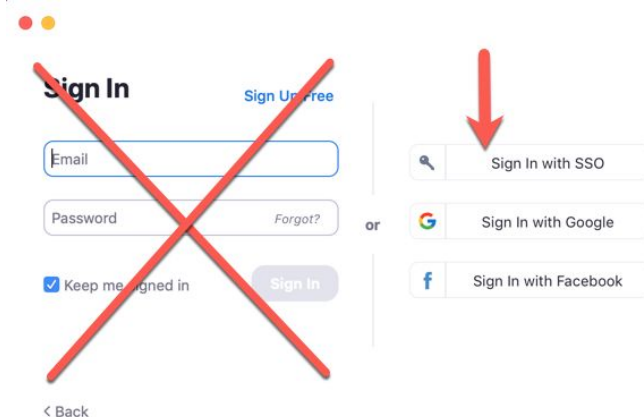 Sign In
Sign Up Free
Email
Password
Forgot?
Keep me signed in
Sign In
or
Sign In with SSO
Sign In with Google
Sign In with Facebook
< Back